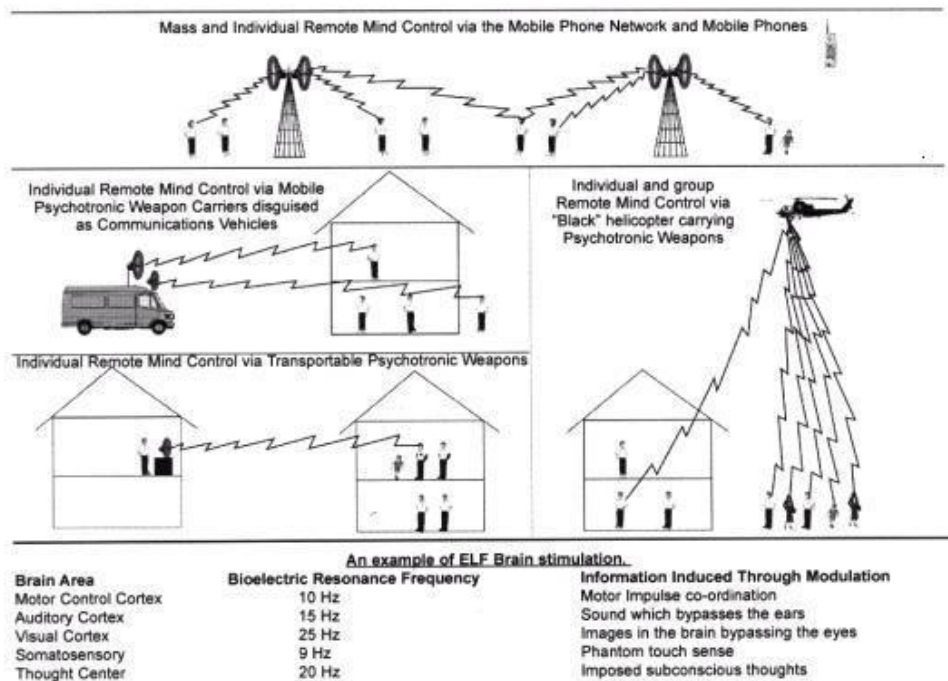 Mass and Individual Remote Mind Control via the Mobile Phone Network and Mobile Phones
Individual Remote Mind Control via Mobile
Psychotronic Weapon Carriers disguised
as Communications Vehicles
Individual and group
Remote Mind Control via
"Black" helicopter carrying
Psychotronic Weapons
Individual Remote Mind Control via Transportable Psychotronic Weapons
An example of ELF Brain stimulation.
Brain Area Bioelectric Resonance Frequency Information Induced Through Modulation
Motor Control Cortex 10 Hz Motor Impulse co-ordination
Auditory Cortex 15 Hz Sound which bypasses the ears
Visual Cortex 25 Hz Images in the brain bypassing the eyes
Somatosensory 9 Hz Phantom touch sense
Thought Center 20 Hz Imposed subconscious thoughts